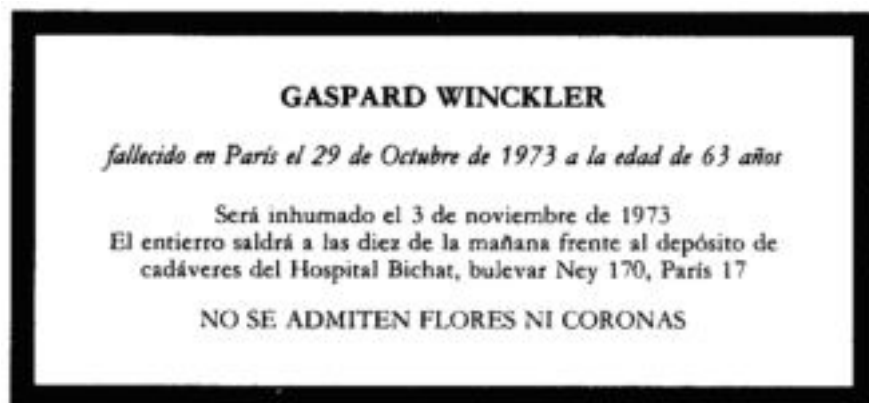 GASPARD WINCKLER
fallecido en París el 29 de Octubre de 1973 a la edad de 63 años
Será inhumado el 3 de noviembre de 1973
El entierro saldrá a las diez de la mañana frente al depósito de
cadáveres del Hospital Bichat, bulevar Ney 170, París 17
NO SE ADMITEN FLORES NI CORONAS